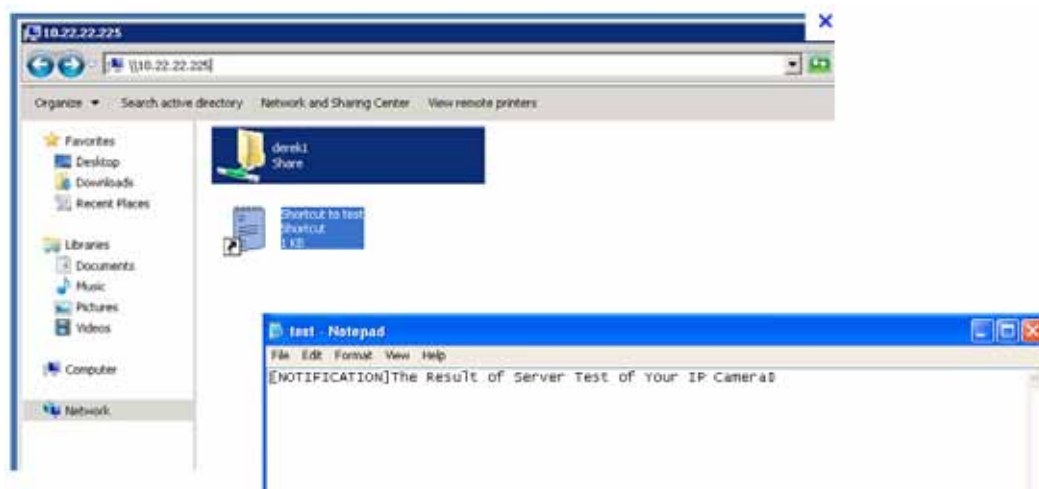 10.22.22.225
\\10.22.22.225
Organize Search active directory Network and Sharing Center View remote printers
Favorites
Desktop
Downloads
Recent Places
Libraries
Documents
Music
Pictures
Videos
Computer
Network
derek1
Share
Shortcut to test
Shortcut
1 KB
test - Notepad
File Edit Format View Help
[NOTIFICATION]The Result of Server Test of Your IP Camera